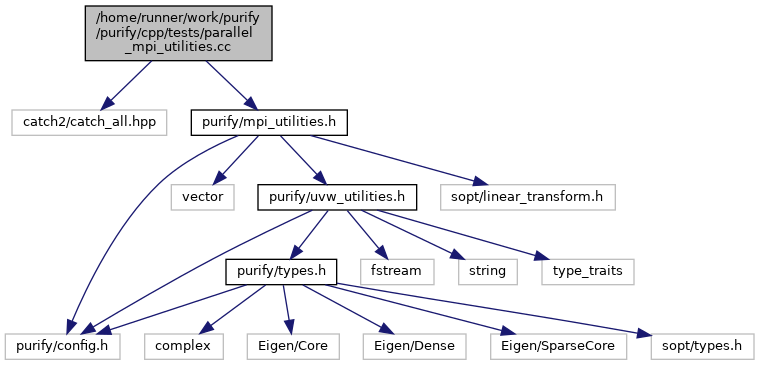 /home/runner/work/purify
/purify/cpp/tests/parallel
_mpi_utilities.cc
catch2/catch_all.hpp
purify/mpi_utilities.h
vector
purify/uvw_utilities.h
sopt/linear_transform.h
purify/types.h
fstream
string
type_traits
purify/config.h
complex
Eigen/Core
Eigen/Dense
Eigen/SparseCore
sopt/types.h